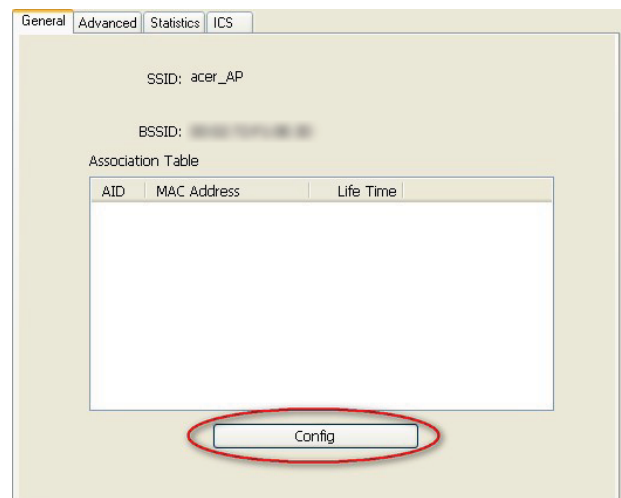 General Advanced Statistics ICS
SSID: acer_AP
BSSID:
Association Table
AID MAC Address Life Time
Config